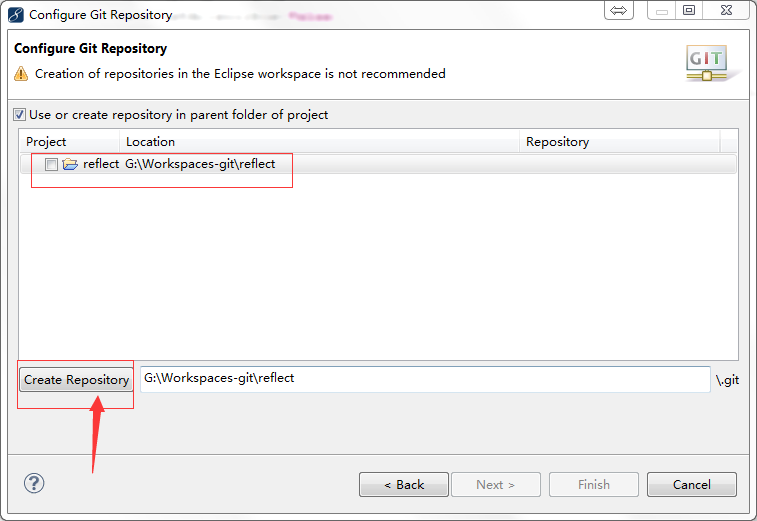 Configure Git Repository
Configure Git Repository
Creation of repositories in the Eclipse workspace is not recommended
GIT
Use or create repository in parent folder of project
Project Location Repository
reflect G:\Workspaces-git\reflect
Create Repository G:\Workspaces-git\reflect \.git
? < Back Next > Finish Cancel